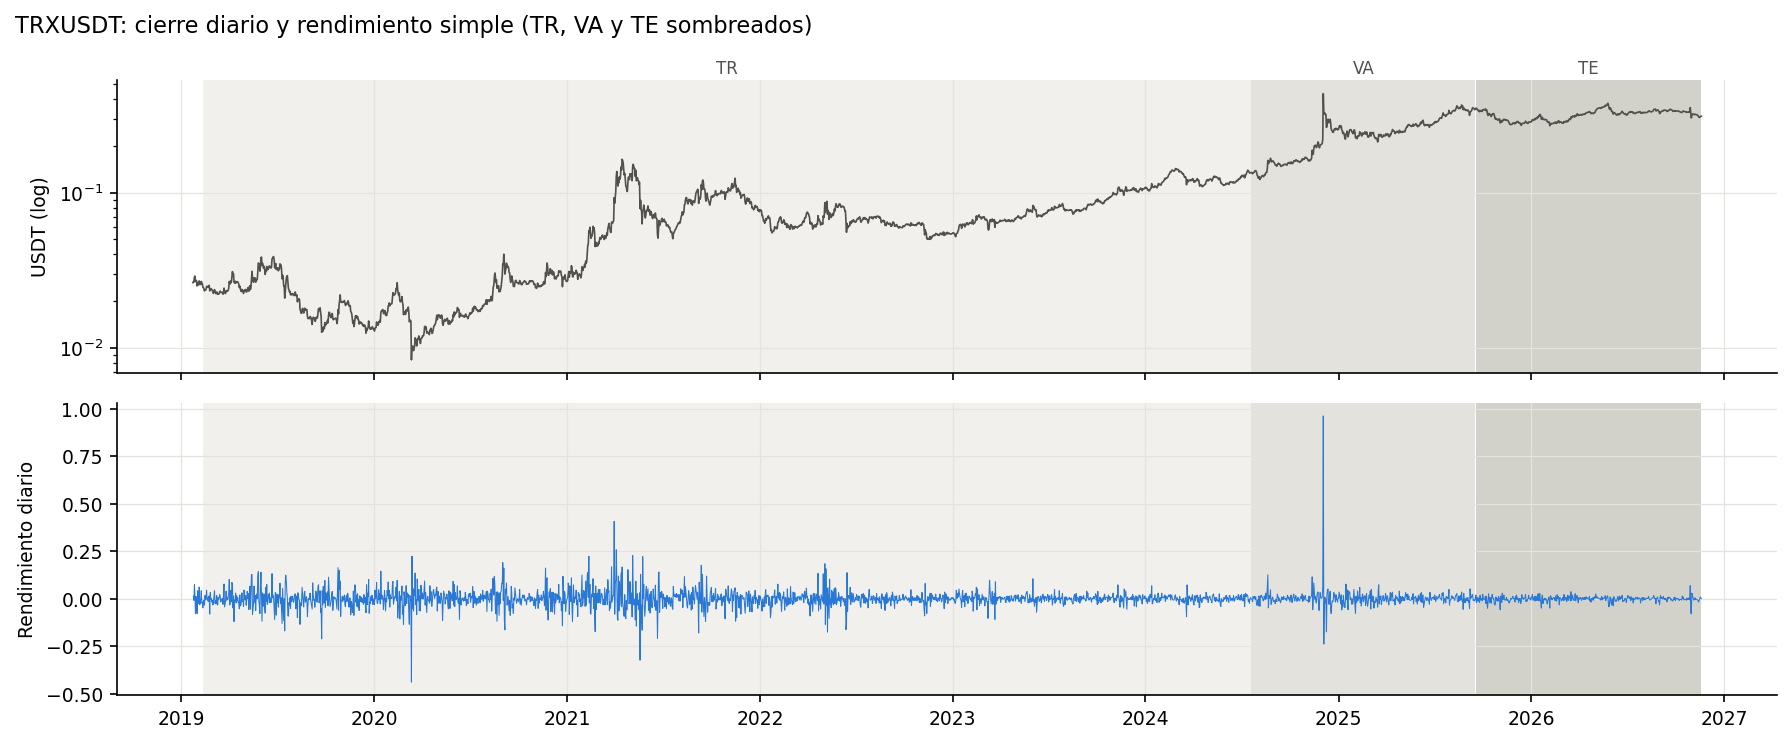 TRXUSDT: cierre diario y rendimiento simple (TR, VA y TE sombreados)
TR VA TE
USDT (log)
10⁻¹
10⁻²
Rendimiento diario
1.00
0.75
0.50
0.25
0.00
−0.25
−0.50
2019 2020 2021 2022 2023 2024 2025 2026 2027